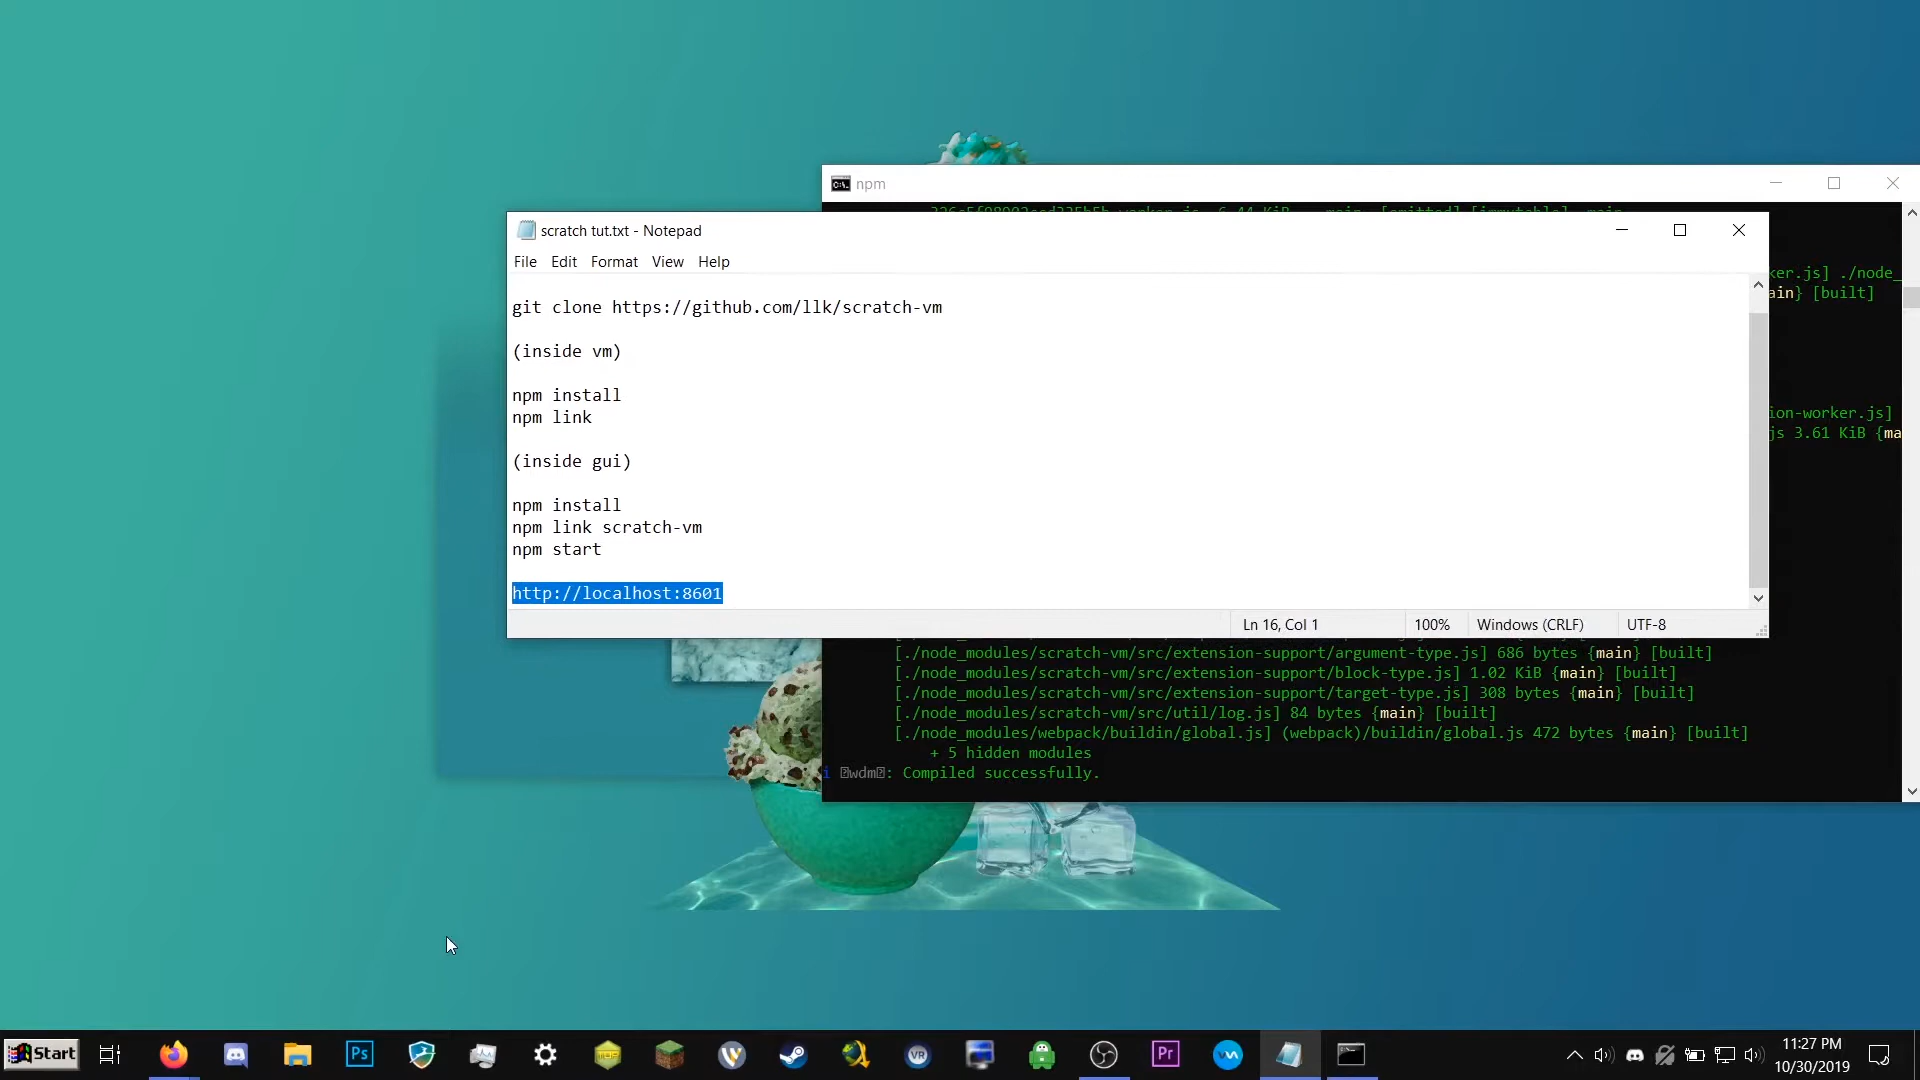 npm
scratch tut.txt - Notepad
File Edit Format View Help
git clone https://github.com/llk/scratch-vm
(inside vm)
npm install
npm link
(inside gui)
npm install
npm link scratch-vm
npm start
http://localhost:8601
Ln 16, Col 1 100% Windows (CRLF) UTF-8
ker.js] ./node_
ain} [built]
ion-worker.js]
js 3.61 KiB {ma
[./node_modules/scratch-vm/src/extension-support/argument-type.js] 686 bytes {main} [built]
[./node_modules/scratch-vm/src/extension-support/block-type.js] 1.02 KiB {main} [built]
[./node_modules/scratch-vm/src/extension-support/target-type.js] 308 bytes {main} [built]
[./node_modules/scratch-vm/src/util/log.js] 84 bytes {main} [built]
[./node_modules/webpack/buildin/global.js] (webpack)/buildin/global.js 472 bytes {main} [built]
+ 5 hidden modules
i wdm: Compiled successfully.
Start
Ps
VR
Pr
11:27 PM
10/30/2019